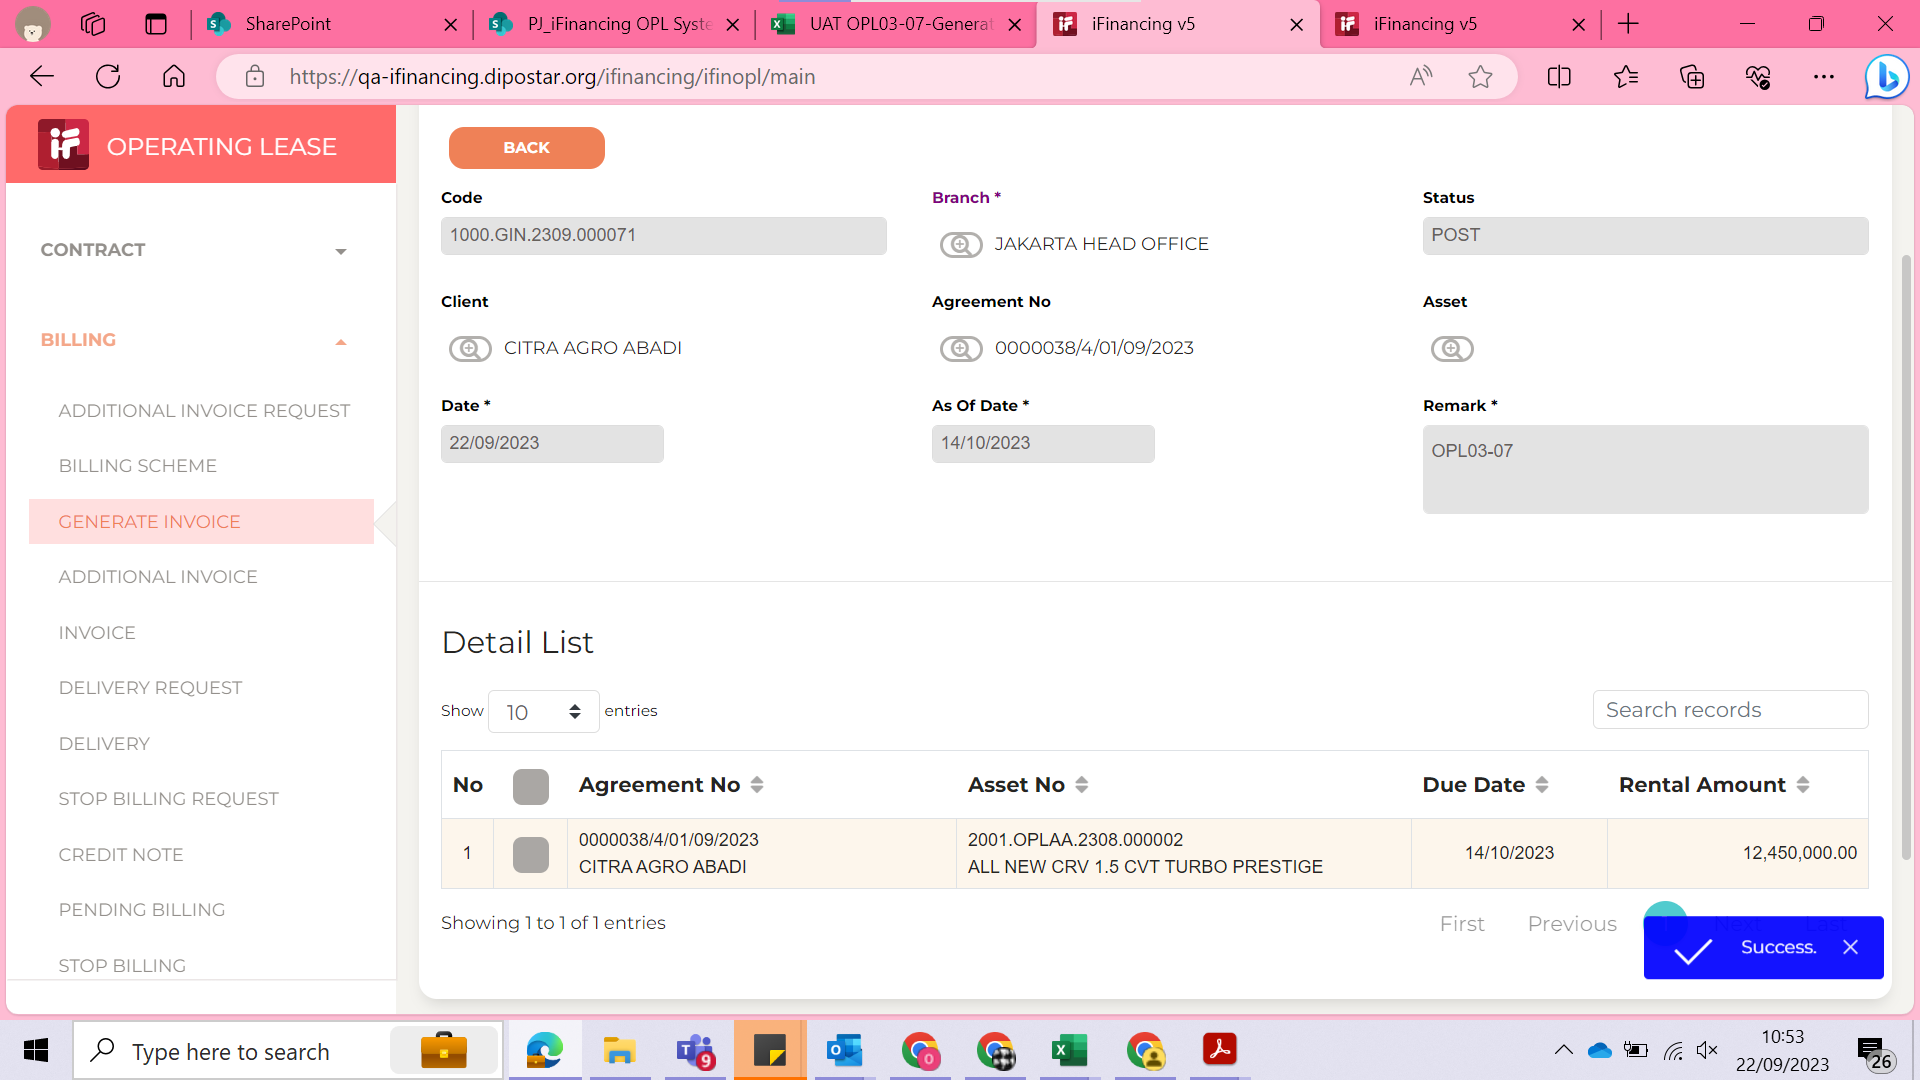 SharePoint
PJ_iFinancing OPL Syste
UAT OPL03-07-Generat
iFinancing v5
iFinancing v5
https://qa-ifinancing.dipostar.org/ifinancing/ifinopl/main
iF OPERATING LEASE
CONTRACT
BILLING
ADDITIONAL INVOICE REQUEST
BILLING SCHEME
GENERATE INVOICE
ADDITIONAL INVOICE
INVOICE
DELIVERY REQUEST
DELIVERY
STOP BILLING REQUEST
CREDIT NOTE
PENDING BILLING
STOP BILLING
BACK
Code
Branch *
Status
1000.GIN.2309.000071
JAKARTA HEAD OFFICE
POST
Client
Agreement No
Asset
CITRA AGRO ABADI
0000038/4/01/09/2023
Date *
As Of Date *
Remark *
22/09/2023
14/10/2023
OPL03-07
Detail List
Show 10 entries
Search records
No Agreement No Asset No Due Date Rental Amount
1 0000038/4/01/09/2023 2001.OPLAA.2308.000002 14/10/2023 12,450,000.00
CITRA AGRO ABADI ALL NEW CRV 1.5 CVT TURBO PRESTIGE
Showing 1 to 1 of 1 entries
First Previous 1 Next Last
Success.
Type here to search
9
10:53
22/09/2023
26